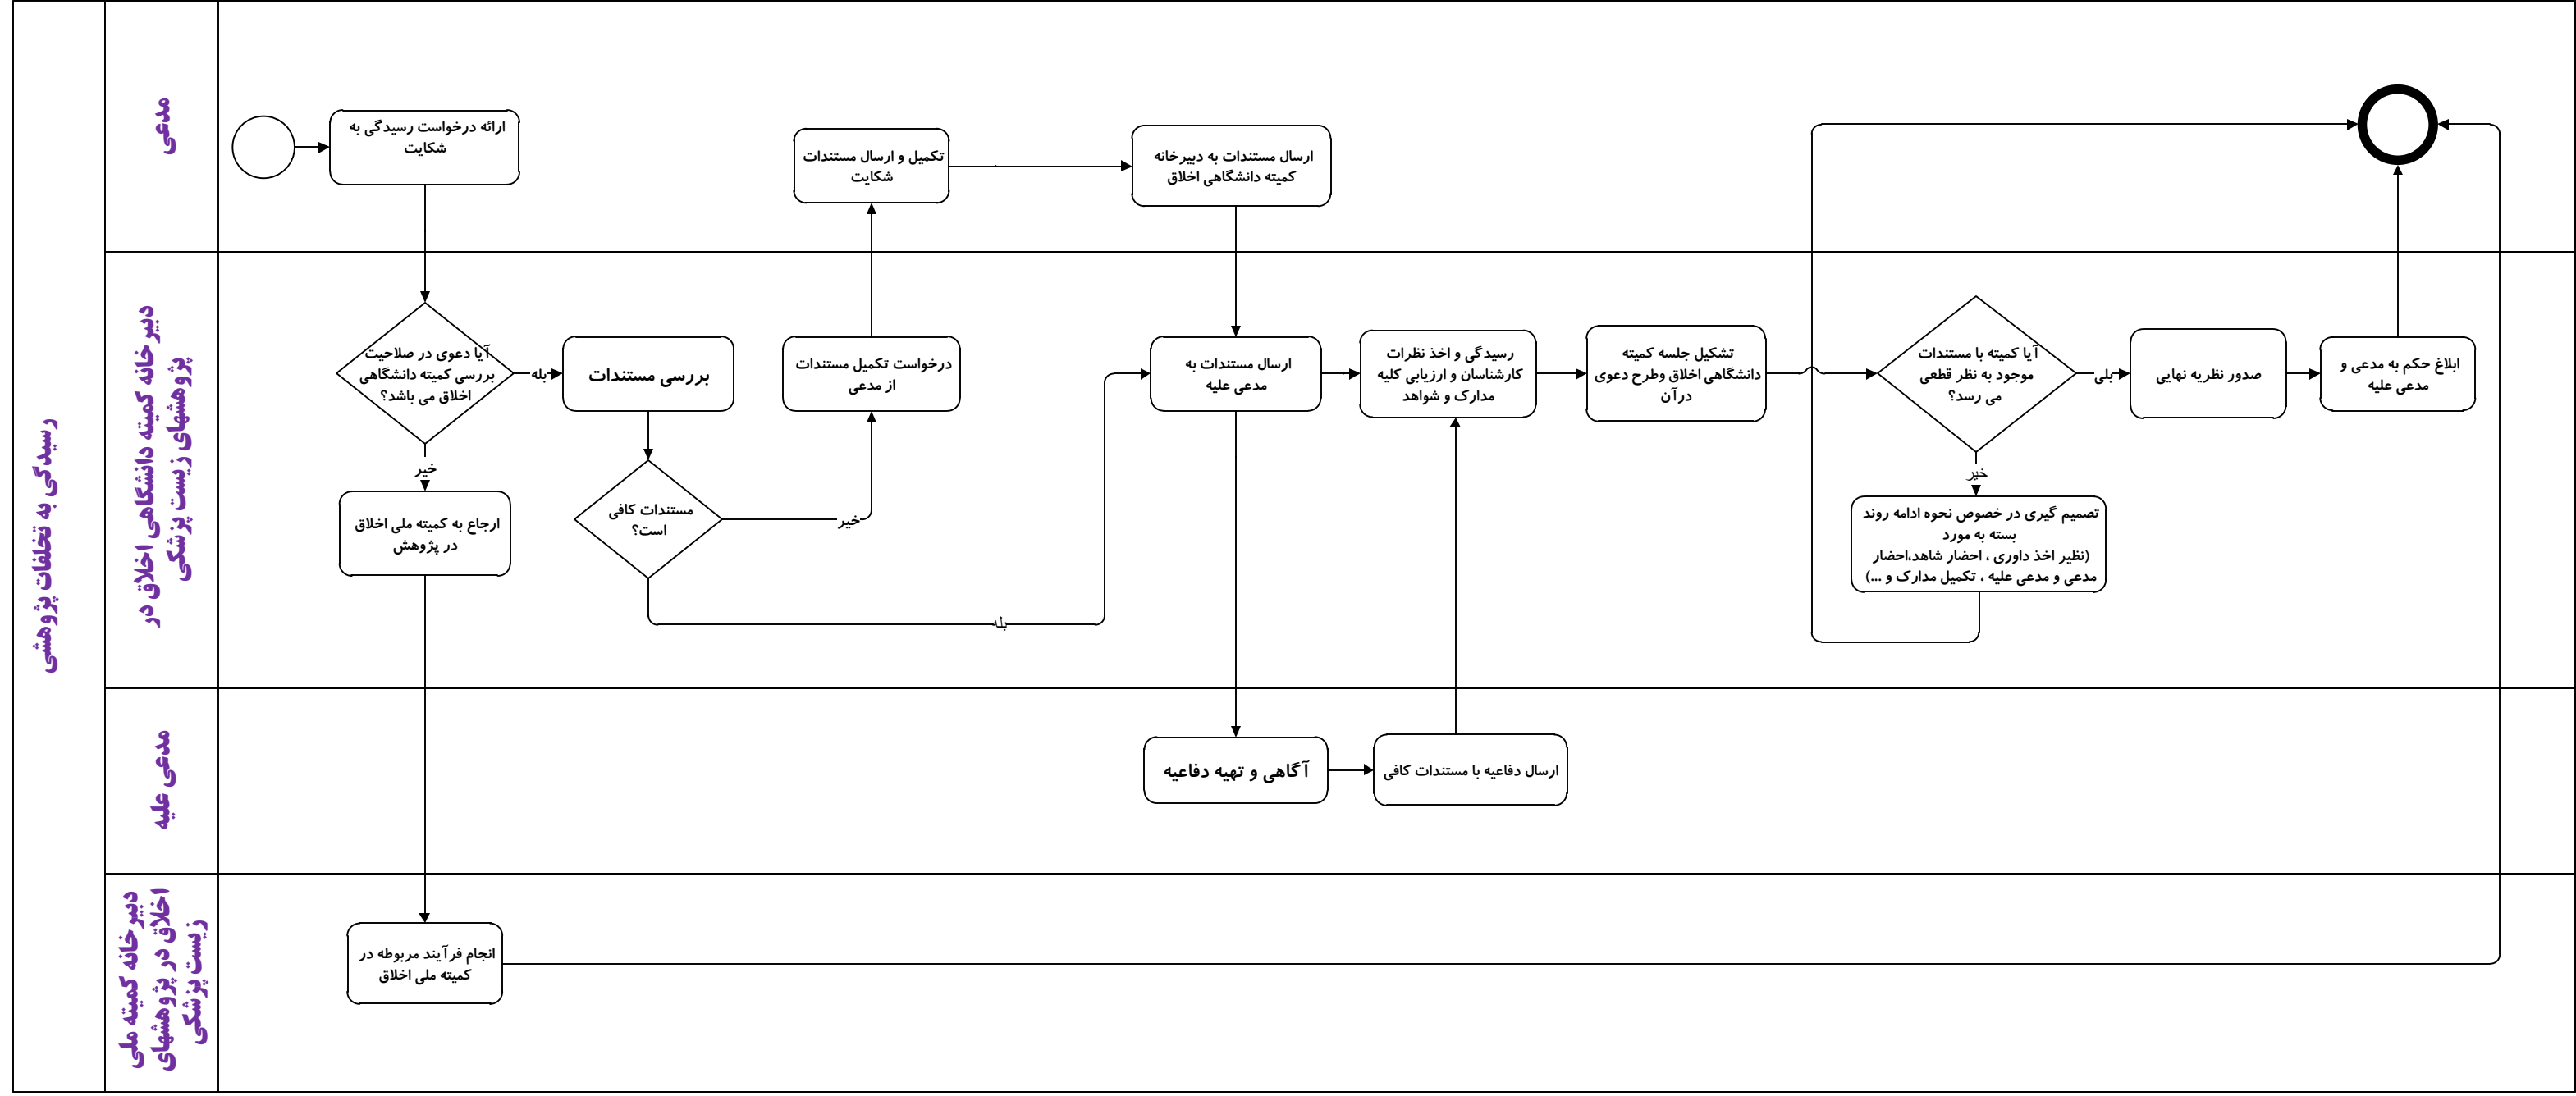 رسیدگی به تخلفات پژوهشی
مدعی
ارائه درخواست رسیدگی به
شکایت
تکمیل و ارسال مستندات
شکایت
ارسال مستندات به دبیرخانه
کمیته دانشگاهی اخلاق
دبیرخانه کمیته دانشگاهی اخلاق در
پژوهشهای زیست پزشکی
آیا دعوی در صلاحیت
بررسی کمیته دانشگاهی
اخلاق می باشد؟
بله
خیر
بررسی مستندات
ارجاع به کمیته ملی اخلاق
در پژوهش
مستندات کافی
است؟
خیر
بله
درخواست تکمیل مستندات
از مدعی
ارسال مستندات به
مدعی علیه
رسیدگی و اخذ نظرات
کارشناسان و ارزیابی کلیه
مدارک و شواهد
تشکیل جلسه کمیته
دانشگاهی اخلاق وطرح دعوی
درآن
آیا کمیته با مستندات
موجود به نظر قطعی
می رسد؟
بلی
خیر
تصمیم گیری در خصوص نحوه ادامه روند
بسته به مورد
(نظیر اخذ داوری ، احضار شاهد،احضار
مدعی و مدعی علیه ، تکمیل مدارک و ...)
صدور نظریه نهایی
ابلاغ حکم به مدعی و
مدعی علیه
مدعی علیه
آگاهی و تهیه دفاعیه
ارسال دفاعیه با مستندات کافی
دبیرخانه کمیته ملی
اخلاق در پژوهشهای
زیست پزشکی
انجام فرآیند مربوطه در
کمیته ملی اخلاق